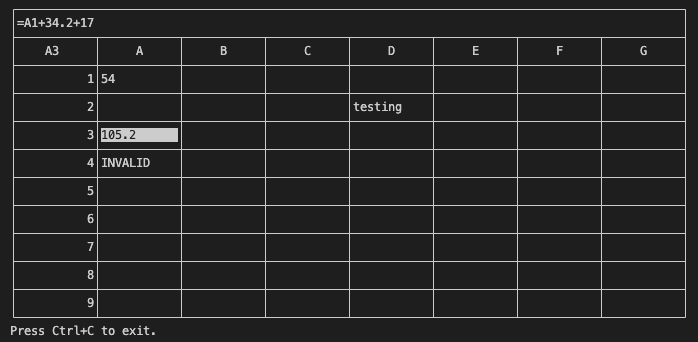 =A1+34.2+17
A3 A B C D E F G
1 54
2 testing
3 105.2
4 INVALID
5
6
7
8
9
Press Ctrl+C to exit.